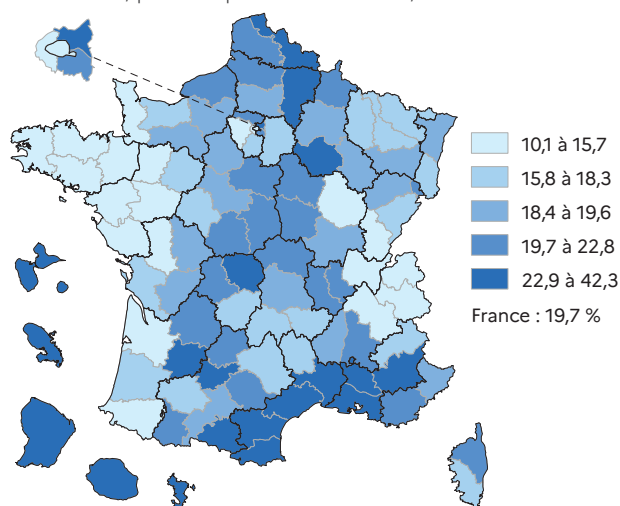 10,1 à 15,7
15,8 à 18,3
18,4 à 19,6
19,7 à 22,8
22,9 à 42,3
France : 19,7 %